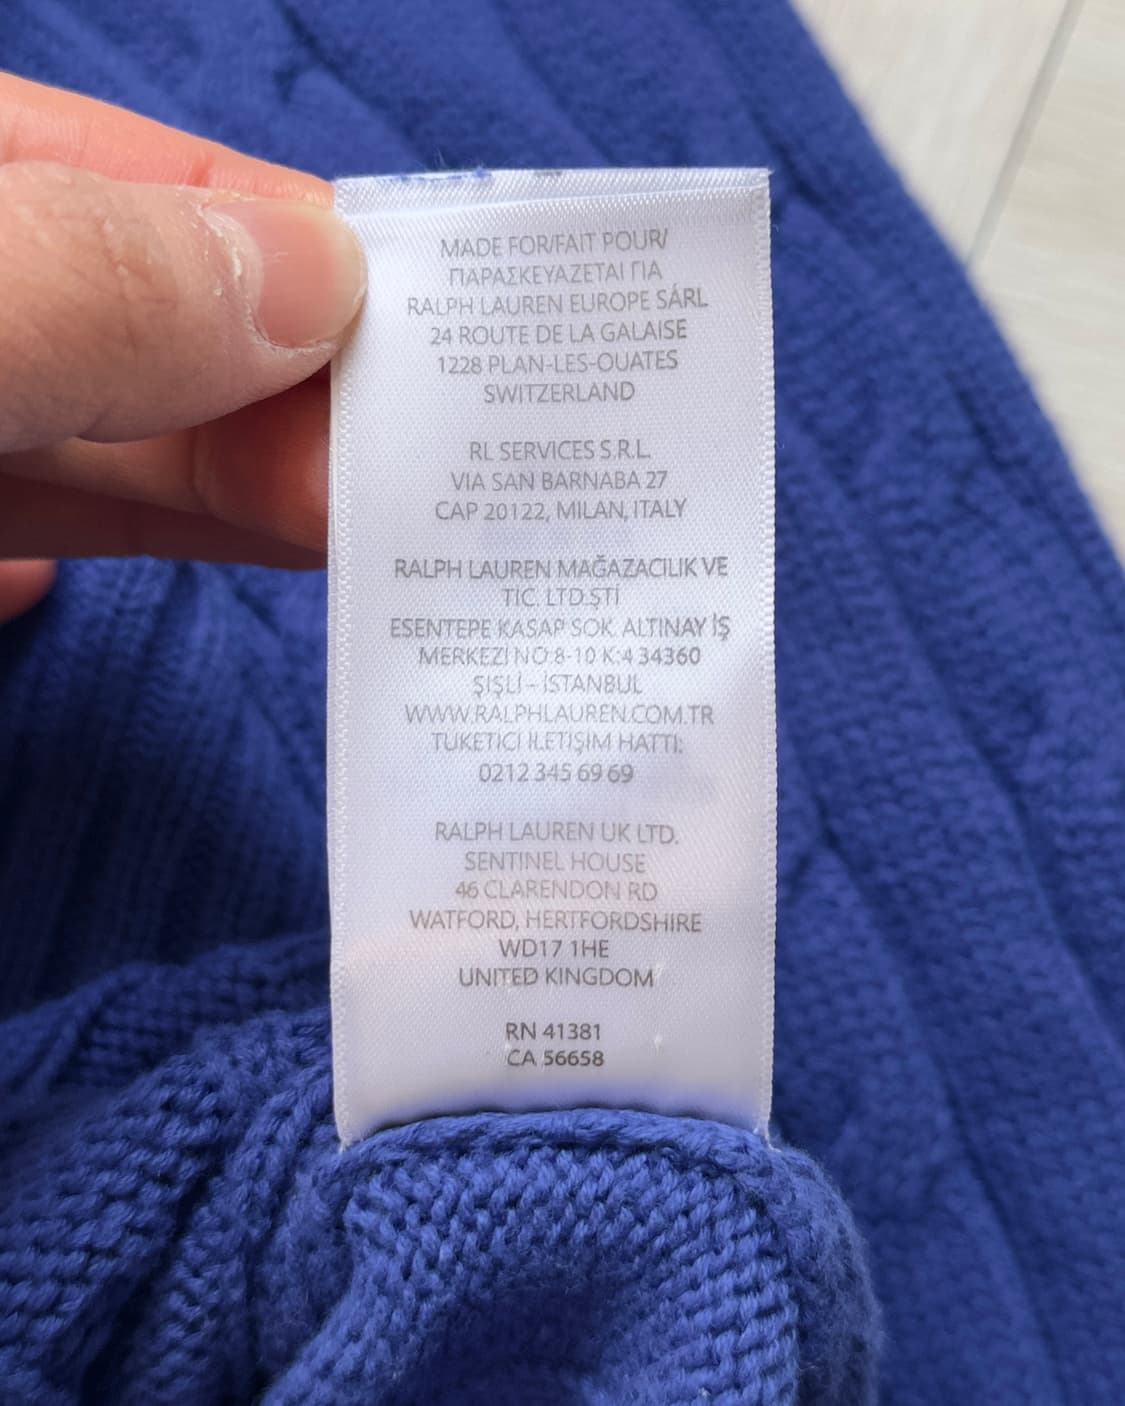 MADE FOR/FAIT POUR/
ΠΑΡΑΣΚΕΥΑΖΕΤΑΙ ΓΙΑ
RALPH LAUREN EUROPE SÁRL
24 ROUTE DE LA GALAISE
1228 PLAN-LES-OUATES
SWITZERLAND
RL SERVICES S.R.L.
VIA SAN BARNABA 27
CAP 20122, MILAN, ITALY
RALPH LAUREN MAĞAZACILIK VE
TIC. LTD.ŞTİ
ESENTEPE KASAP SOK. ALTINAY İŞ
MERKEZİ NO:8-10 K:4 34360
ŞIŞLİ – İSTANBUL
WWW.RALPHLAUREN.COM.TR
TUKETICI ILETIŞIM HATTI:
0212 345 69 69
RALPH LAUREN UK LTD.
SENTINEL HOUSE
46 CLARENDON RD
WATFORD, HERTFORDSHIRE
WD17 1HE
UNITED KINGDOM
RN 41381
CA 56658